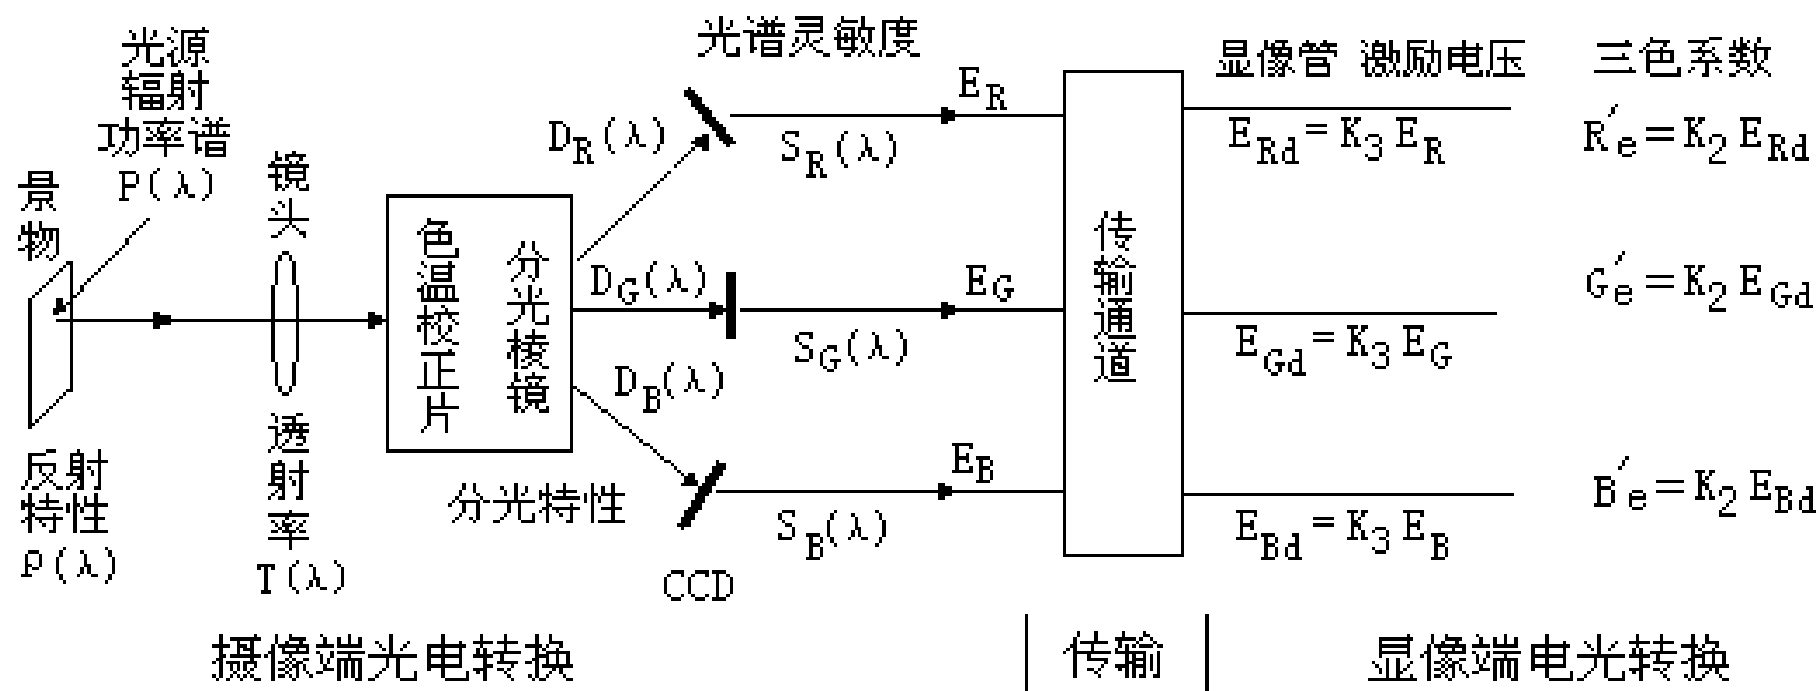 光源
辐射
功率谱
P(λ)
景物
镜头
色温校正片
分光棱镜
反射
特性
ρ(λ)
透射率
T(λ)
分光特性
光谱灵敏度
D_R(λ)
S_R(λ)
E_R
D_G(λ)
S_G(λ)
E_G
D_B(λ)
S_B(λ)
E_B
CCD
传输通道
显像管 激励电压
E_Rd=K_3 E_R
E_Gd=K_3 E_G
E_Bd=K_3 E_B
三色系数
R'_e=K_2 E_Rd
G'_e=K_2 E_Gd
B'_e=K_2 E_Bd
摄像端光电转换
传输
显像端电光转换